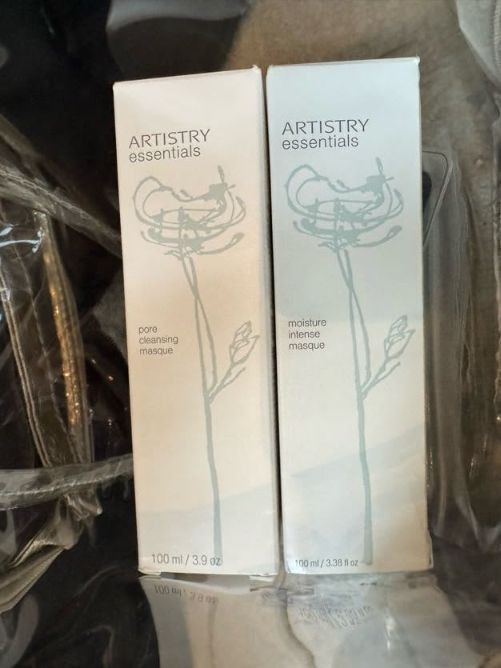 ARTISTRY
essentials
pore
cleansing
masque
100 ml / 3.9 oz
ARTISTRY
essentials
moisture
intense
masque
100 ml / 3.38 fl oz